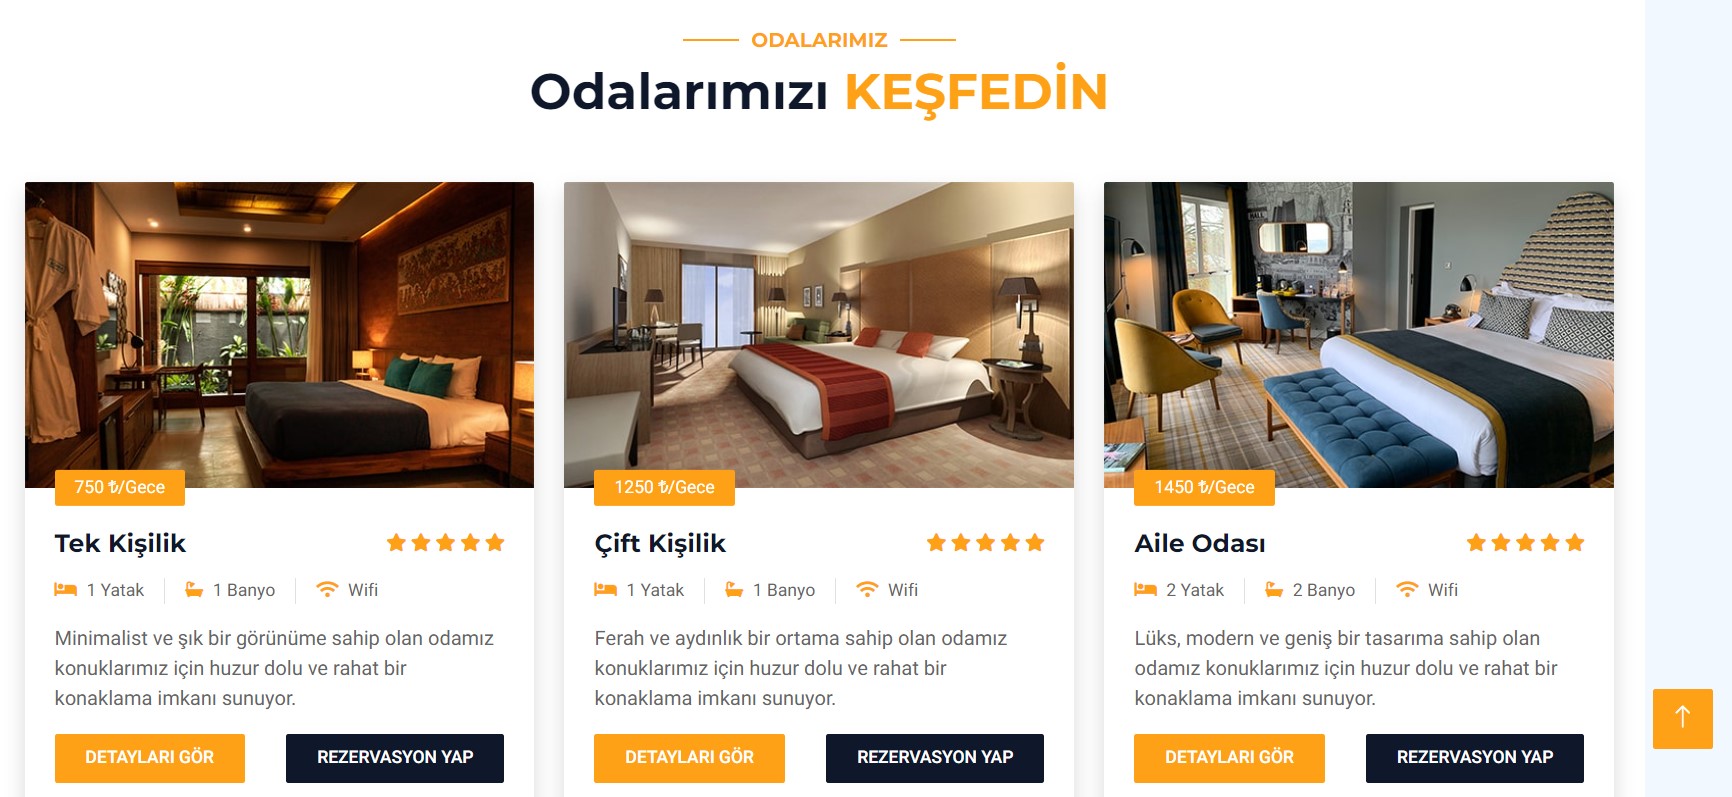 ODALARIMIZ
Odalarımızı KEŞFEDİN
750 ₺/Gece
Tek Kişilik
1 Yatak
1 Banyo
Wifi
Minimalist ve şık bir görünüme sahip olan odamız
konuklarımız için huzur dolu ve rahat bir
konaklama imkanı sunuyor.
DETAYLARI GÖR
REZERVASYON YAP
1250 ₺/Gece
Çift Kişilik
1 Yatak
1 Banyo
Wifi
Ferah ve aydınlık bir ortama sahip olan odamız
konuklarımız için huzur dolu ve rahat bir
konaklama imkanı sunuyor.
DETAYLARI GÖR
REZERVASYON YAP
1450 ₺/Gece
Aile Odası
2 Yatak
2 Banyo
Wifi
Lüks, modern ve geniş bir tasarıma sahip olan
odamız konuklarımız için huzur dolu ve rahat bir
konaklama imkanı sunuyor.
DETAYLARI GÖR
REZERVASYON YAP